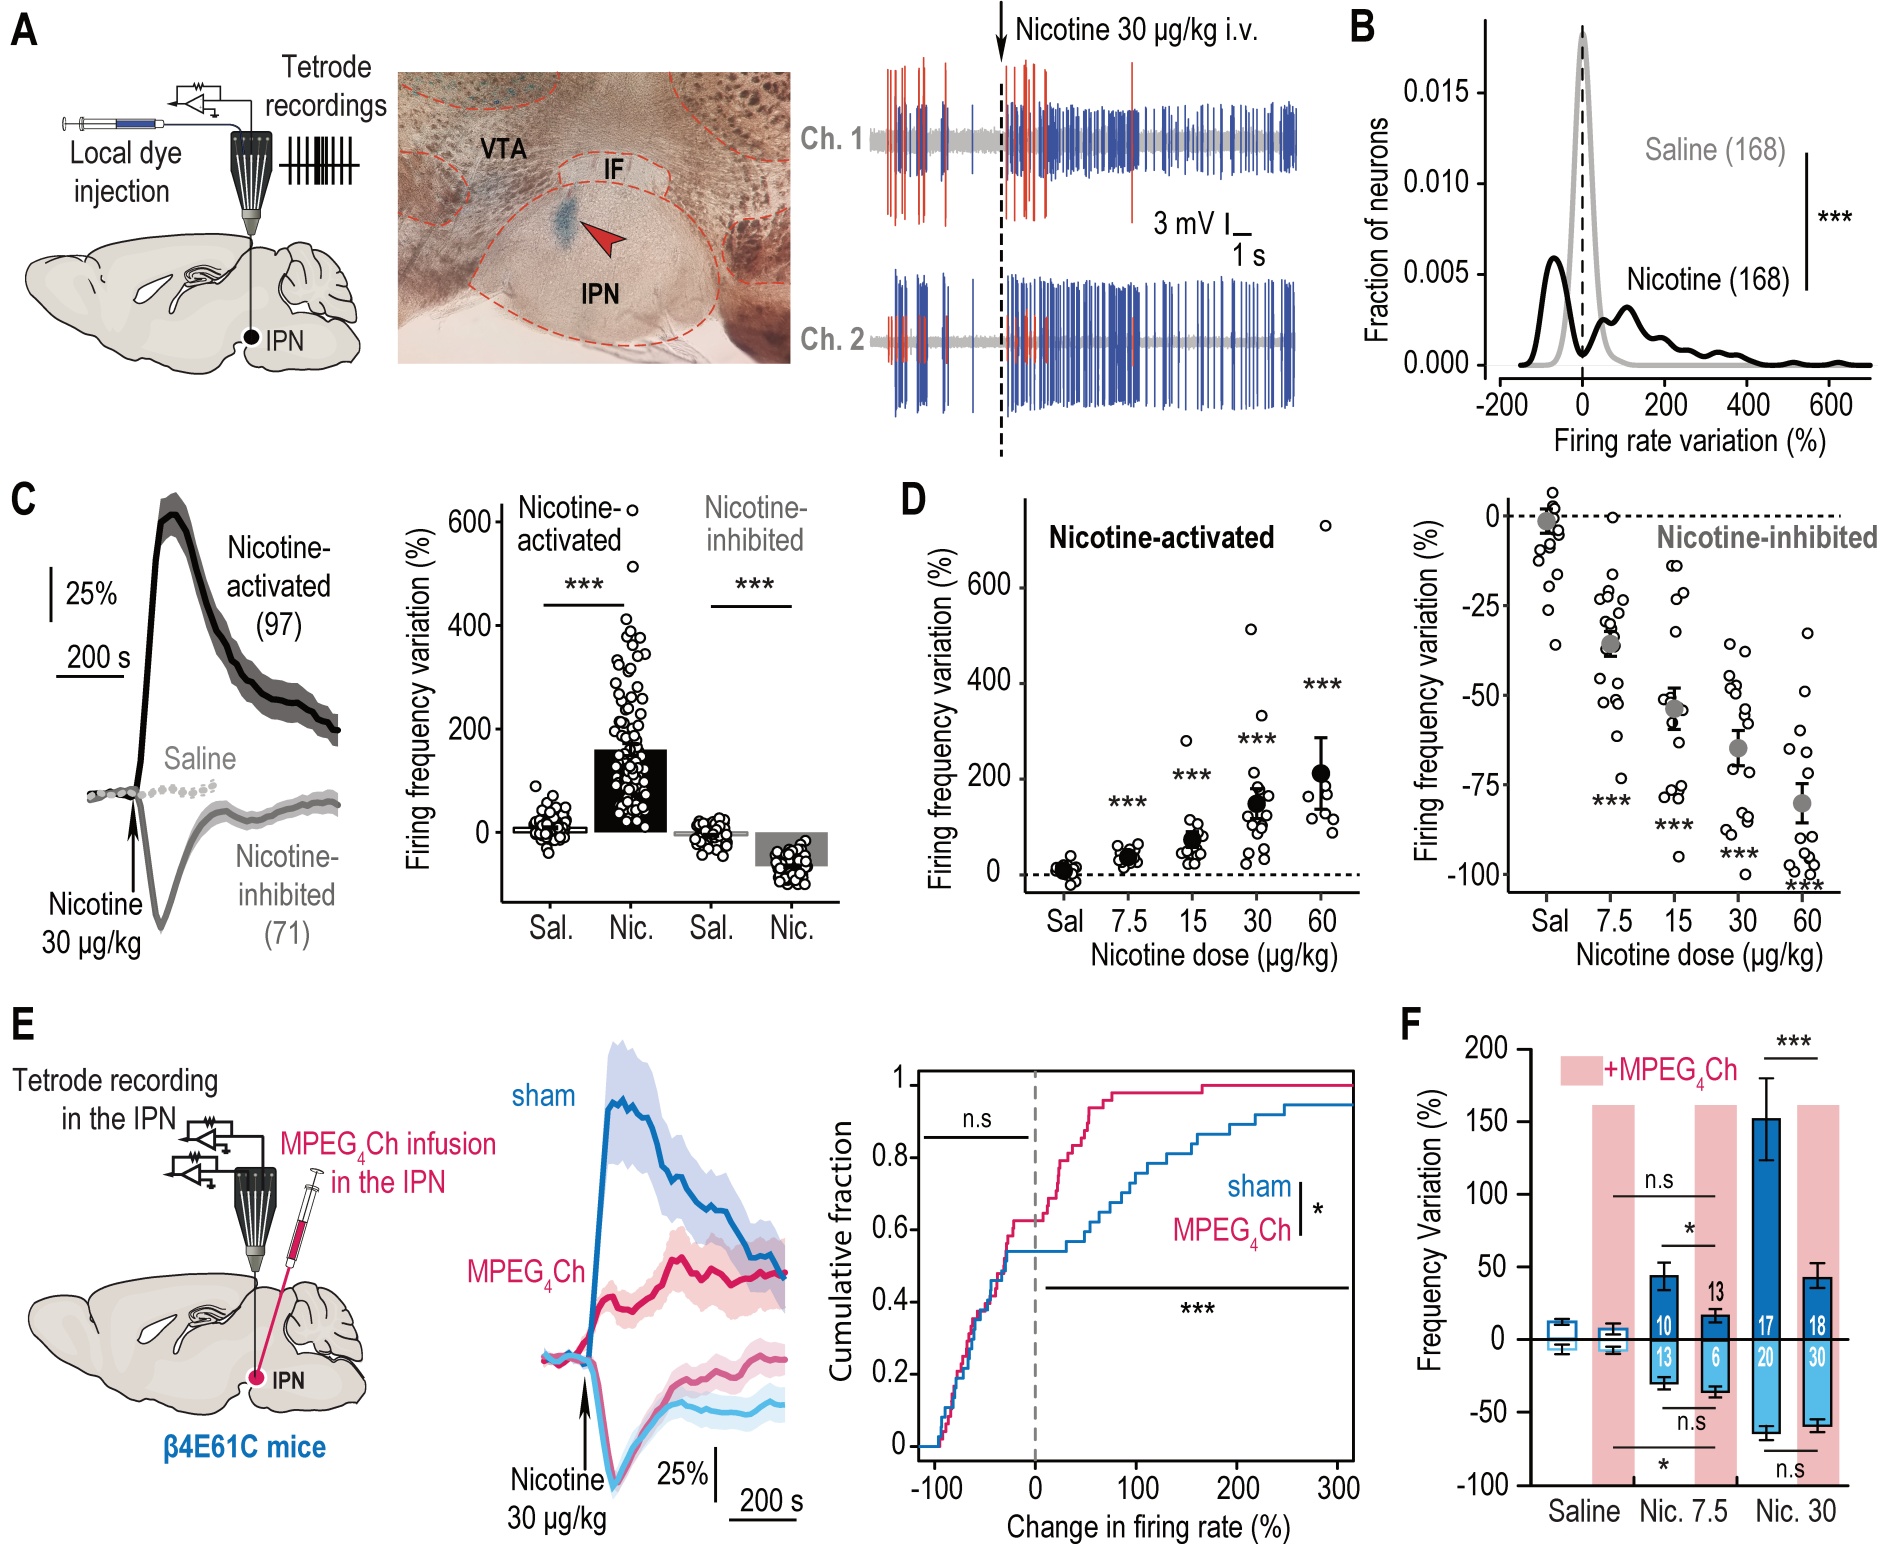 A
Tetrode
recordings
Local dye
injection
IPN
VTA
IF
IPN
Nicotine 30 µg/kg i.v.
Ch. 1
3 mV
1 s
Ch. 2
B
Fraction of neurons
0.015
0.010
0.005
0.000
Saline (168)
***
Nicotine (168)
-200 0 200 400 600
Firing rate variation (%)
C
Nicotine-
activated
(97)
25%
200 s
Saline
Nicotine-
inhibited
(71)
Nicotine
30 µg/kg
Firing frequency variation (%)
600
400
200
0
Nicotine-
activated
***
Nicotine-
inhibited
***
Sal. Nic. Sal. Nic.
D
Firing frequency variation (%)
Nicotine-activated
600
400
200
0
*** *** *** ***
Sal 7.5 15 30 60
Nicotine dose (µg/kg)
Firing frequency variation (%)
Nicotine-inhibited
0
-25
-50
-75
-100
*** *** *** ***
Sal 7.5 15 30 60
Nicotine dose (µg/kg)
E
Tetrode recording
in the IPN
MPEG4Ch infusion
in the IPN
IPN
β4E61C mice
sham
MPEG4Ch
Nicotine
30 µg/kg
25%
200 s
Cumulative fraction
1
0.8
0.6
0.4
0.2
0
n.s
sham
MPEG4Ch
*
***
-100 0 100 200 300
Change in firing rate (%)
F
Frequency Variation (%)
200
150
100
50
0
-50
-100
+MPEG4Ch
***
n.s
*
10 13 17 18
13 6 20 30
n.s
*
n.s
Saline Nic. 7.5 Nic. 30